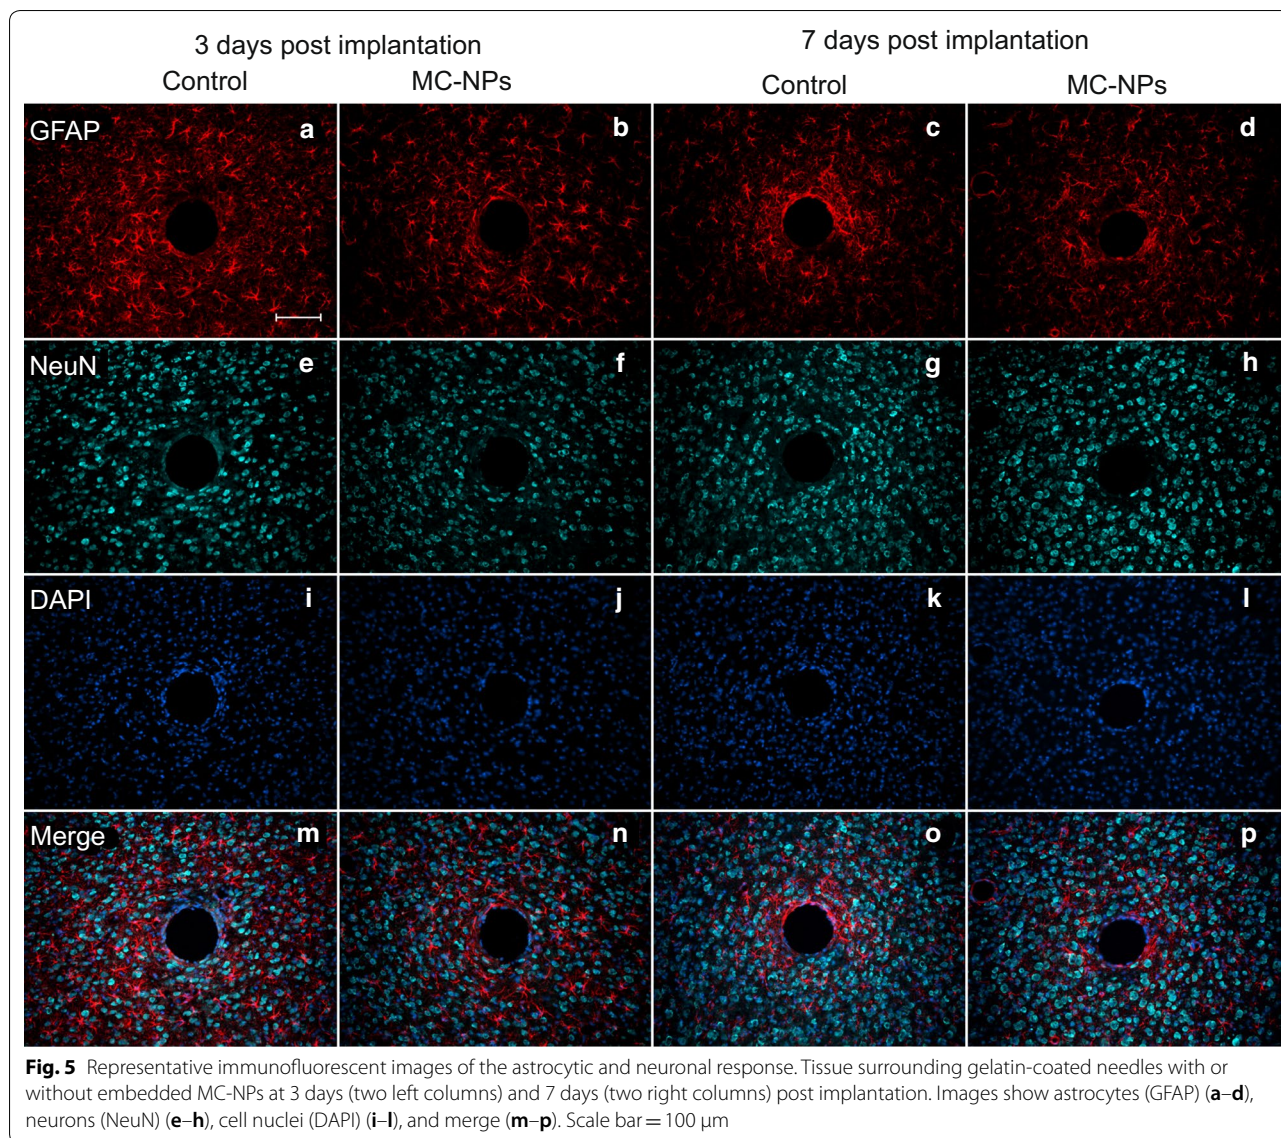 3 days post implantation
7 days post implantation
Control
MC-NPs
Control
MC-NPs
GFAP
a
b
c
d
NeuN
e
f
g
h
DAPI
i
j
k
l
Merge
m
n
o
p
Fig. 5 Representative immunofluorescent images of the astrocytic and neuronal response. Tissue surrounding gelatin-coated needles with or
without embedded MC-NPs at 3 days (two left columns) and 7 days (two right columns) post implantation. Images show astrocytes (GFAP) (a–d),
neurons (NeuN) (e–h), cell nuclei (DAPI) (i–l), and merge (m–p). Scale bar = 100 μm